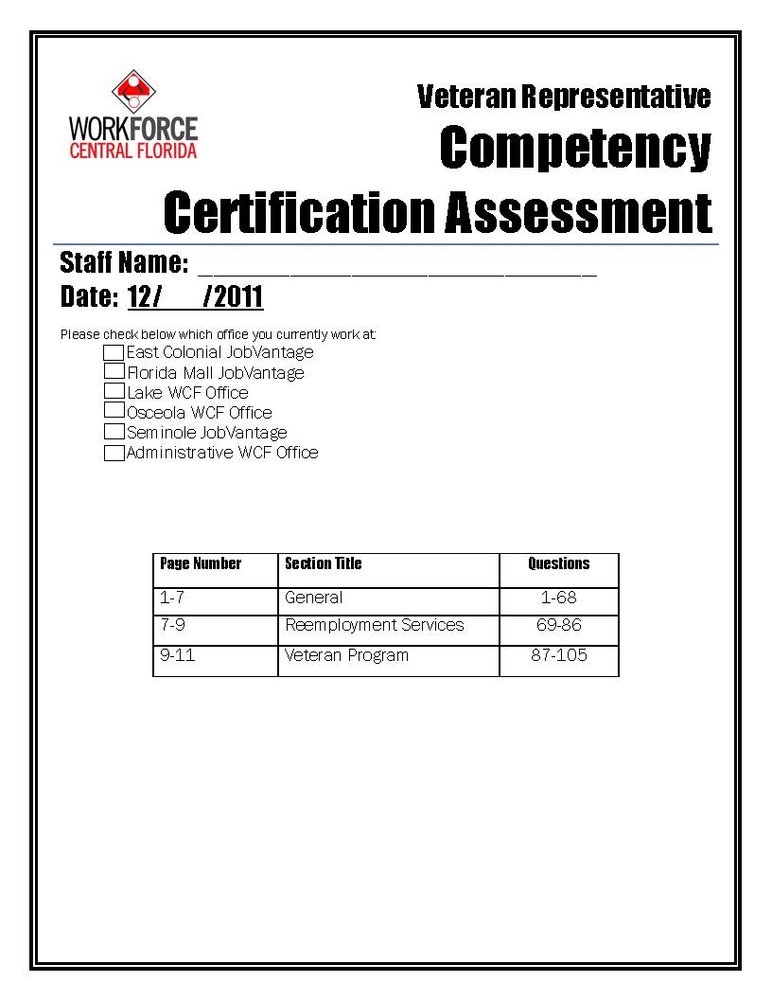 WORKFORCE
CENTRAL FLORIDA
Veteran Representative
Competency
Certification Assessment
Staff Name: __________________________
Date: 12/ /2011
Please check below which office you currently work at:
East Colonial JobVantage
Florida Mall JobVantage
Lake WCF Office
Osceola WCF Office
Seminole JobVantage
Administrative WCF Office
Page Number Section Title Questions
1-7 General 1-68
7-9 Reemployment Services 69-86
9-11 Veteran Program 87-105